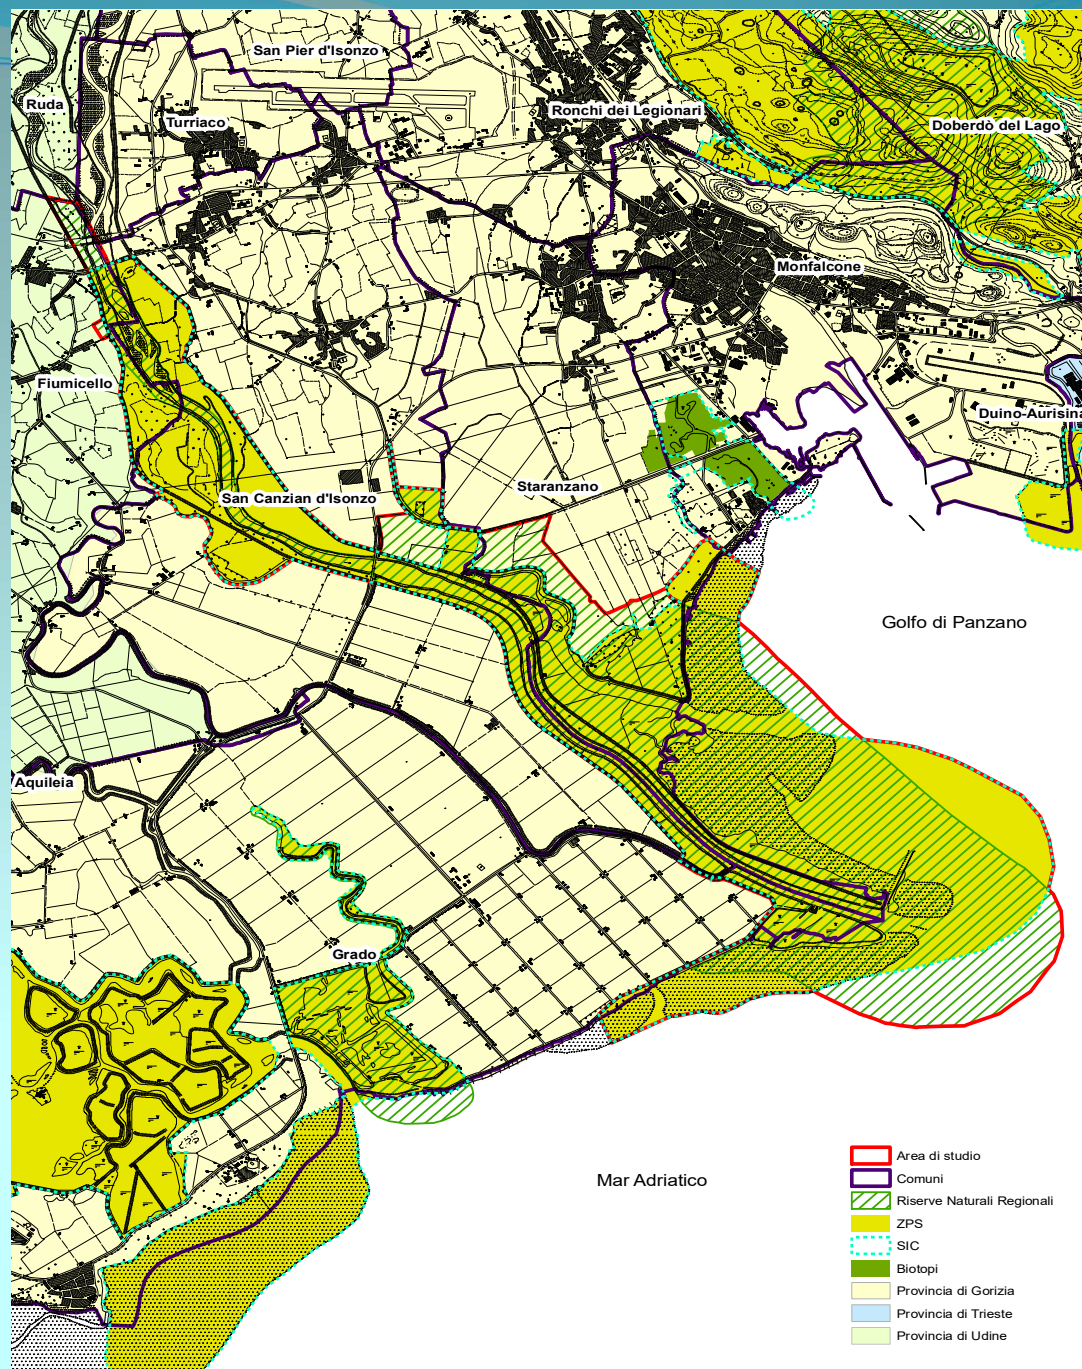 San Pier d'Isonzo
Ruda
Turriaco
Ronchi dei Legionari
Doberdò del Lago
Monfalcone
Fiumicello
Duino-Aurisina
San Canzian d'Isonzo
Staranzano
Golfo di Panzano
Aquileia
Grado
Mar Adriatico
Area di studio
Comuni
Riserve Naturali Regionali
ZPS
SIC
Biotopi
Provincia di Gorizia
Provincia di Trieste
Provincia di Udine